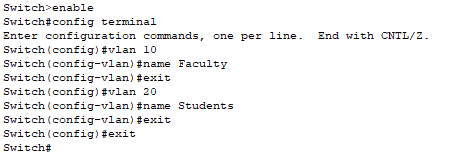 Switch>enable
Switch#config terminal
Enter configuration commands, one per line.  End with CNTL/Z.
Switch(config)#vlan 10
Switch(config-vlan)#name Faculty
Switch(config-vlan)#exit
Switch(config)#vlan 20
Switch(config-vlan)#name Students
Switch(config-vlan)#exit
Switch(config)#exit
Switch#